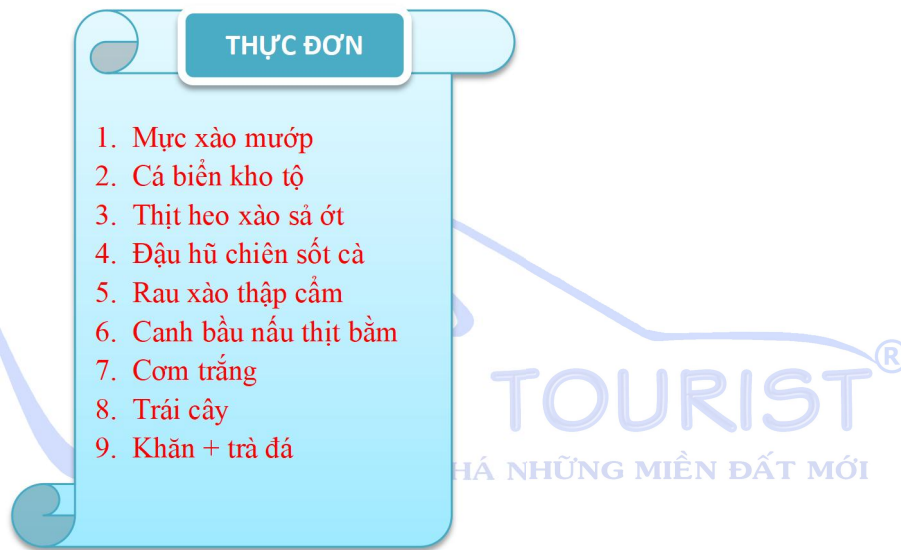 THỰC ĐƠN
1. Mực xào mướp
2. Cá biển kho tộ
3. Thịt heo xào sả ớt
4. Đậu hũ chiên sốt cà
5. Rau xào thập cẩm
6. Canh bầu nấu thịt bằm
7. Cơm trắng
8. Trái cây
9. Khăn + trà đá
TOURIST®
NHỮNG MIỀN ĐẤT MỚI